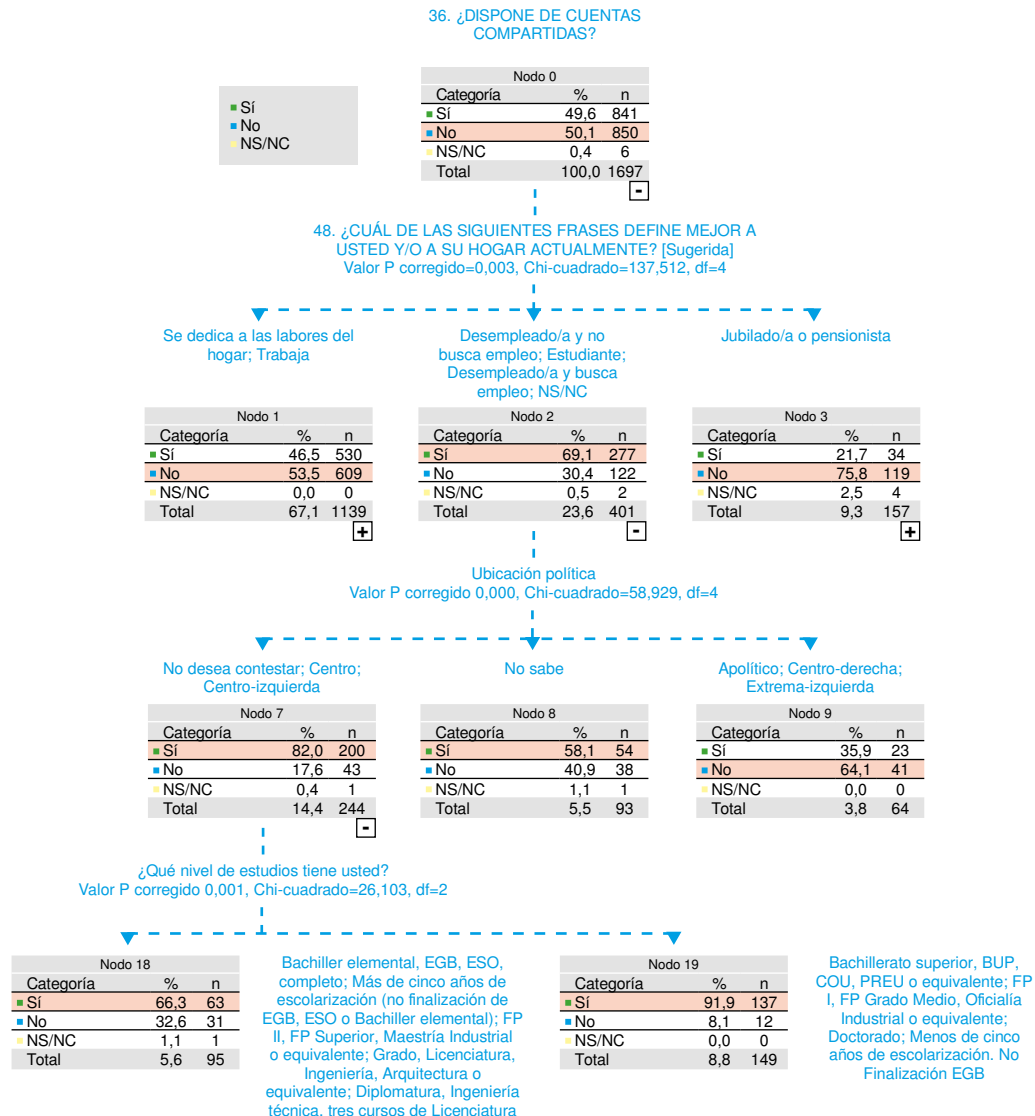 36. ¿DISPONE DE CUENTAS
COMPARTIDAS?
Sí
No
NS/NC
Nodo 0
Categoría % n
Sí 49,6 841
No 50,1 850
NS/NC 0,4 6
Total 100,0 1697
-
48. ¿CUÁL DE LAS SIGUIENTES FRASES DEFINE MEJOR A
USTED Y/O A SU HOGAR ACTUALMENTE? [Sugerida]
Valor P corregido=0,003, Chi-cuadrado=137,512, df=4
Se dedica a las labores del
hogar; Trabaja
Desempleado/a y no
busca empleo; Estudiante;
Desempleado/a y busca
empleo; NS/NC
Jubilado/a o pensionista
Nodo 1
Categoría % n
Sí 46,5 530
No 53,5 609
NS/NC 0,0 0
Total 67,1 1139
+
Nodo 2
Categoría % n
Sí 69,1 277
No 30,4 122
NS/NC 0,5 2
Total 23,6 401
-
Nodo 3
Categoría % n
Sí 21,7 34
No 75,8 119
NS/NC 2,5 4
Total 9,3 157
+
Ubicación política
Valor P corregido 0,000, Chi-cuadrado=58,929, df=4
No desea contestar; Centro;
Centro-izquierda
No sabe
Apolítico; Centro-derecha;
Extrema-izquierda
Nodo 7
Categoría % n
Sí 82,0 200
No 17,6 43
NS/NC 0,4 1
Total 14,4 244
-
Nodo 8
Categoría % n
Sí 58,1 54
No 40,9 38
NS/NC 1,1 1
Total 5,5 93
Nodo 9
Categoría % n
Sí 35,9 23
No 64,1 41
NS/NC 0,0 0
Total 3,8 64
¿Qué nivel de estudios tiene usted?
Valor P corregido 0,001, Chi-cuadrado=26,103, df=2
Nodo 18
Categoría % n
Sí 66,3 63
No 32,6 31
NS/NC 1,1 1
Total 5,6 95
Bachiller elemental, EGB, ESO,
completo; Más de cinco años de
escolarización (no finalización de
EGB, ESO o Bachiller elemental); FP
II, FP Superior, Maestría Industrial
o equivalente; Grado, Licenciatura,
Ingeniería, Arquitectura o
equivalente; Diplomatura, Ingeniería
técnica, tres cursos de Licenciatura
Nodo 19
Categoría % n
Sí 91,9 137
No 8,1 12
NS/NC 0,0 0
Total 8,8 149
Bachillerato superior, BUP,
COU, PREU o equivalente; FP
I, FP Grado Medio, Oficialía
Industrial o equivalente;
Doctorado; Menos de cinco
años de escolarización. No
Finalización EGB